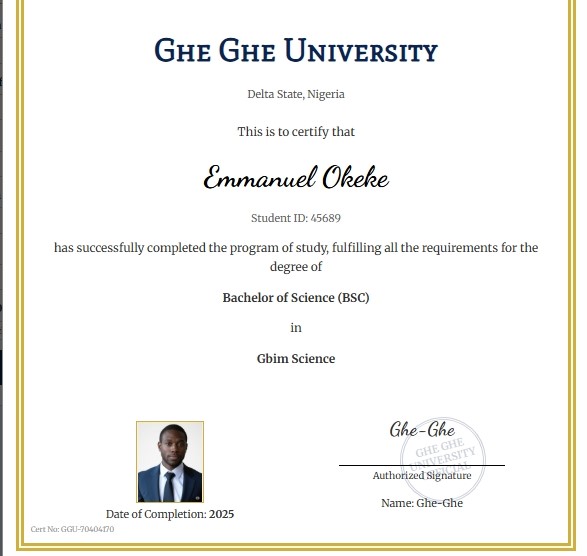 Ghe Ghe University
Delta State, Nigeria
This is to certify that
Emmanuel Okeke
Student ID: 45689
has successfully completed the program of study, fulfilling all the requirements for the
degree of
Bachelor of Science (BSC)
in
Gbim Science
Ghe-Ghe
GHE GHE
UNIVERSITY
OFFICIAL
Authorized Signature
Name: Ghe-Ghe
Date of Completion: 2025
Cert No: GGU-70404170